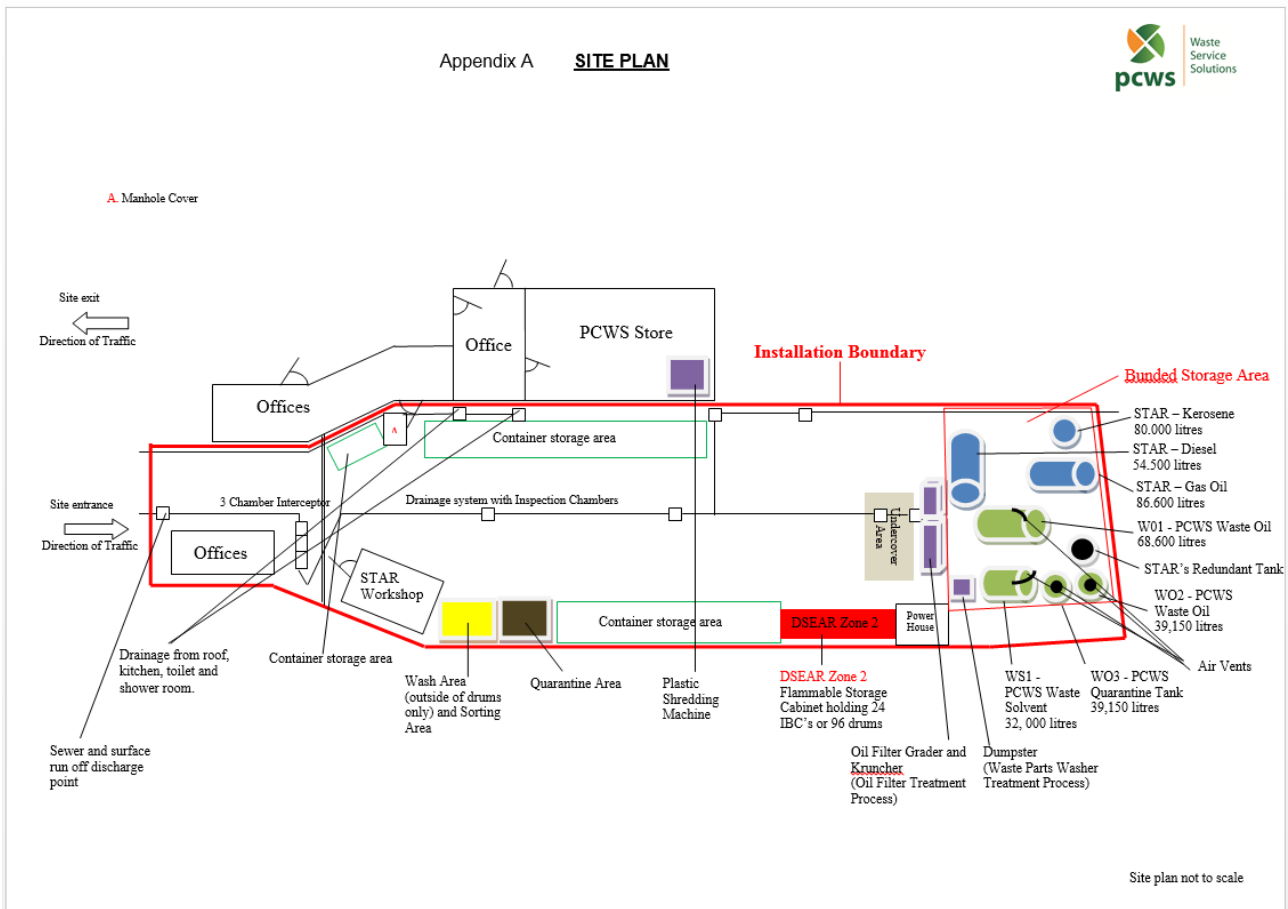 Appendix A SITE PLAN
pcws
Waste
Service
Solutions
A. Manhole Cover
Site exit
Direction of Traffic
Office
PCWS Store
Installation Boundary
Bunded Storage Area
Offices
A
Container storage area
STAR – Kerosene
80.000 litres
STAR – Diesel
54.500 litres
STAR – Gas Oil
86.600 litres
Site entrance
Direction of Traffic
3 Chamber Interceptor
Drainage system with Inspection Chambers
Undercover
Area
W01 - PCWS Waste Oil
68,600 litres
STAR's Redundant Tank
WO2 - PCWS
Waste Oil
39,150 litres
Offices
STAR
Workshop
Container storage area
DSEAR Zone 2
Power
House
Air Vents
Drainage from roof,
kitchen, toilet and
shower room.
Container storage area
Wash Area
(outside of drums
only) and Sorting
Area
Quarantine Area
Plastic
Shredding
Machine
DSEAR Zone 2
Flammable Storage
Cabinet holding 24
IBC's or 96 drums
WS1 -
PCWS Waste
Solvent
32, 000 litres
WO3 - PCWS
Quarantine Tank
39,150 litres
Sewer and surface
run off discharge
point
Oil Filter Grader and
Kruncher
(Oil Filter Treatment
Process)
Dumpster
(Waste Parts Washer
Treatment Process)
Site plan not to scale